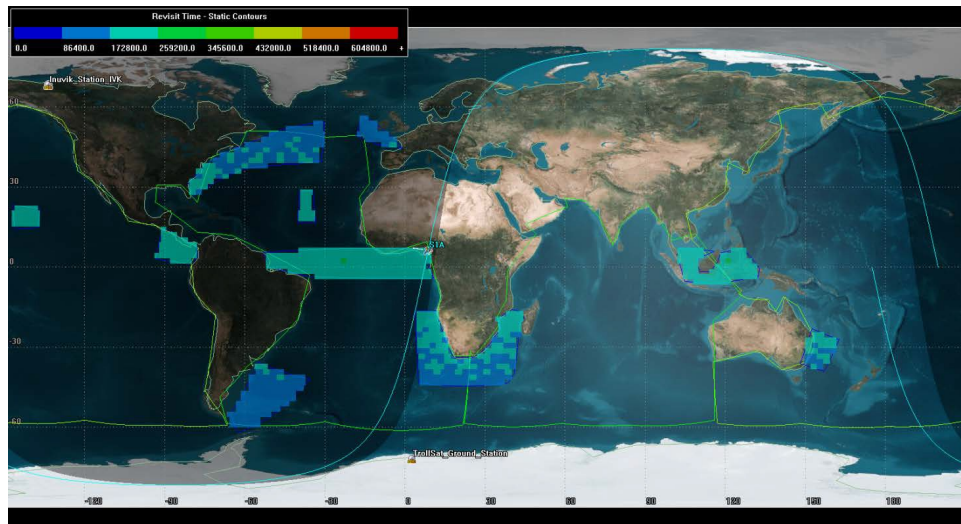 Revisit Time - Static Contours
0.0 86400.0 172800.0 259200.0 345600.0 432000.0 518400.0 604800.0 +
Inuvik_Station_IVK
60
30
S1A
0
-30
-60
TrollSat_Ground_Station
-120 -90 -60 -30 0 30 60 90 120 150 180